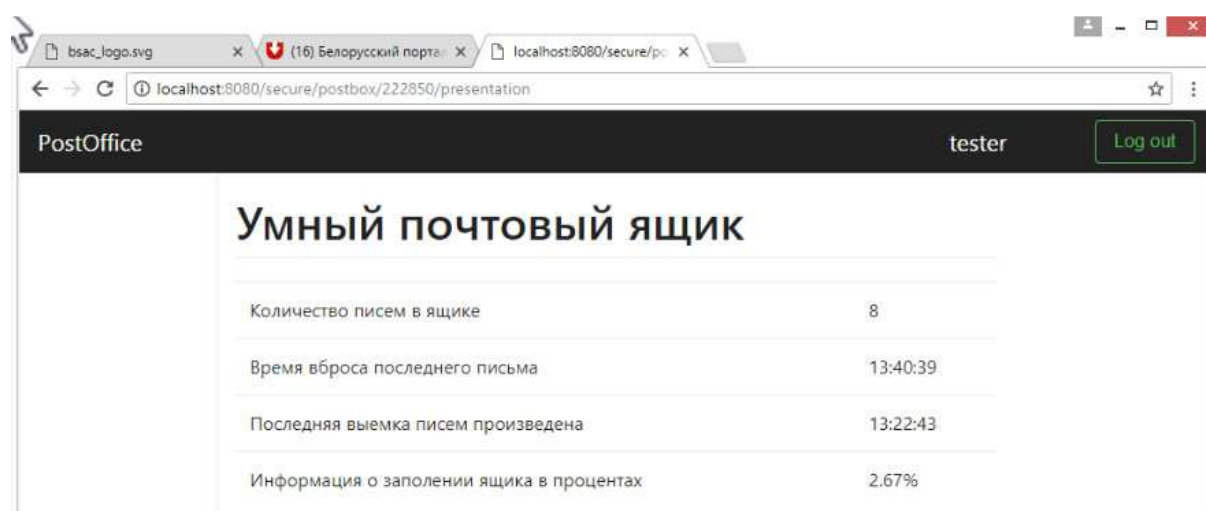 bsac_logo.svg
(16) Белорусский портал
localhost:8080/secure/po
localhost:8080/secure/postbox/222850/presentation
PostOffice
tester
Log out
Умный почтовый ящик
Количество писем в ящике 8
Время вброса последнего письма 13:40:39
Последняя выемка писем произведена 13:22:43
Информация о заполении ящика в процентах 2.67%